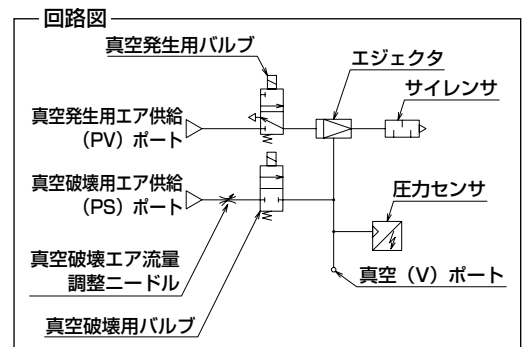 回路図
真空発生用バルブ
エジェクタ
サイレンサ
真空発生用エア供給
（PV）ポート
真空破壊用エア供給
（PS）ポート
圧力センサ
真空破壊エア流量
調整ニードル
真空（V）ポート
真空破壊用バルブ